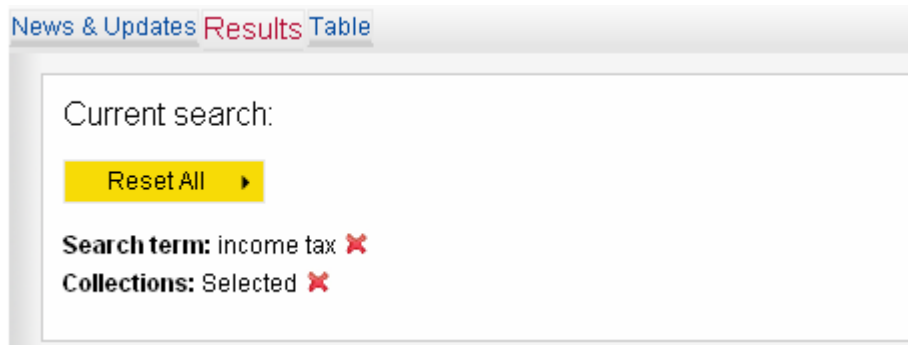 News & Updates Results Table
Current search:
Reset All
Search term: income tax
Collections: Selected